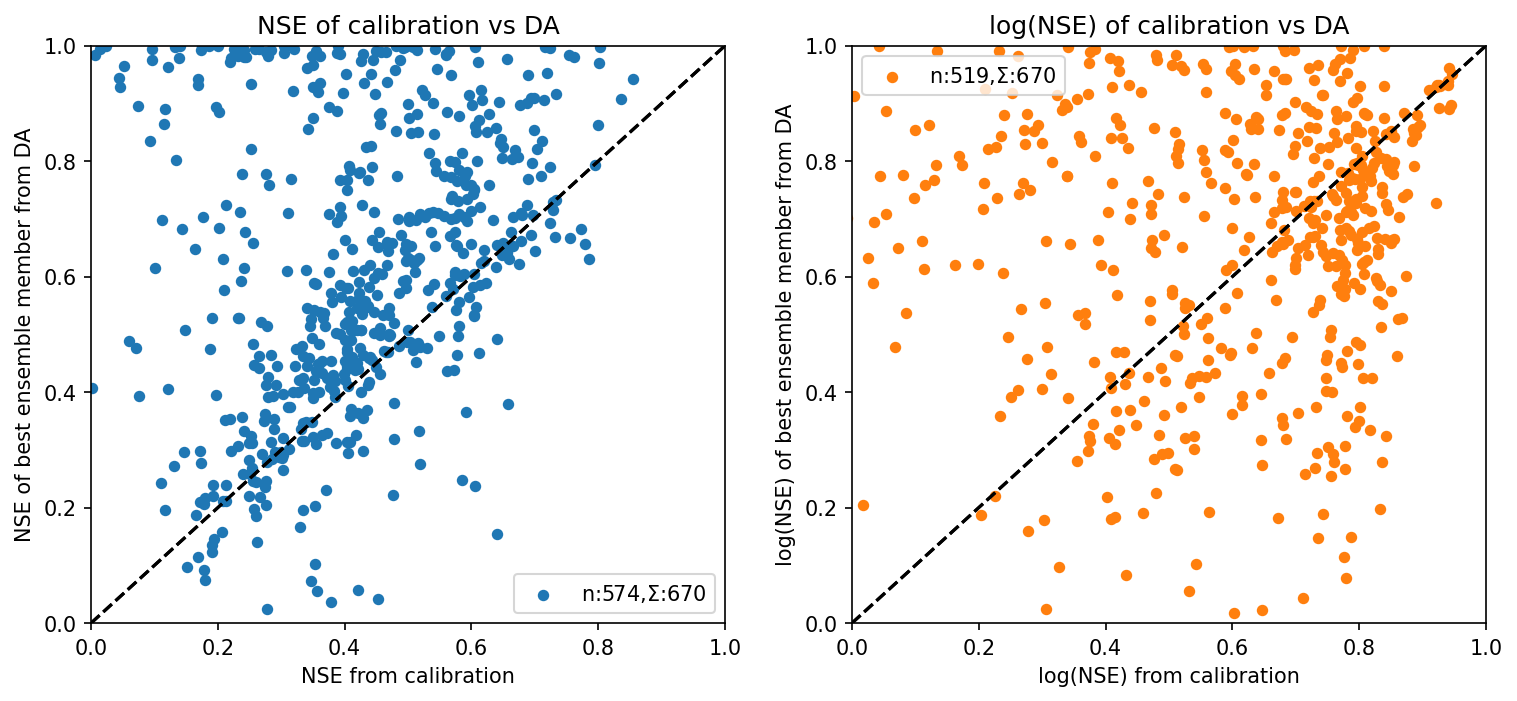 NSE of calibration vs DA
NSE of best ensemble member from DA
1.0
0.8
0.6
0.4
0.2
0.0
0.0 0.2 0.4 0.6 0.8 1.0
NSE from calibration
n:574,Σ:670
log(NSE) of calibration vs DA
log(NSE) of best ensemble member from DA
1.0
0.8
0.6
0.4
0.2
0.0
0.0 0.2 0.4 0.6 0.8 1.0
log(NSE) from calibration
n:519,Σ:670